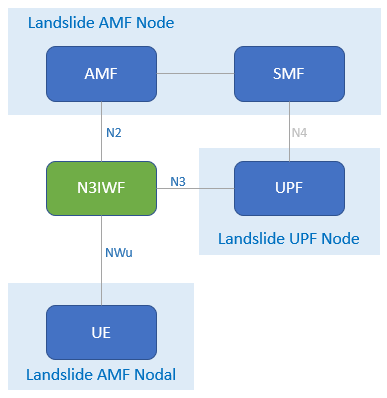 Landslide AMF Node
AMF
SMF
N2
N4
N3IWF
N3
UPF
Landslide UPF Node
NWu
UE
Landslide AMF Nodal